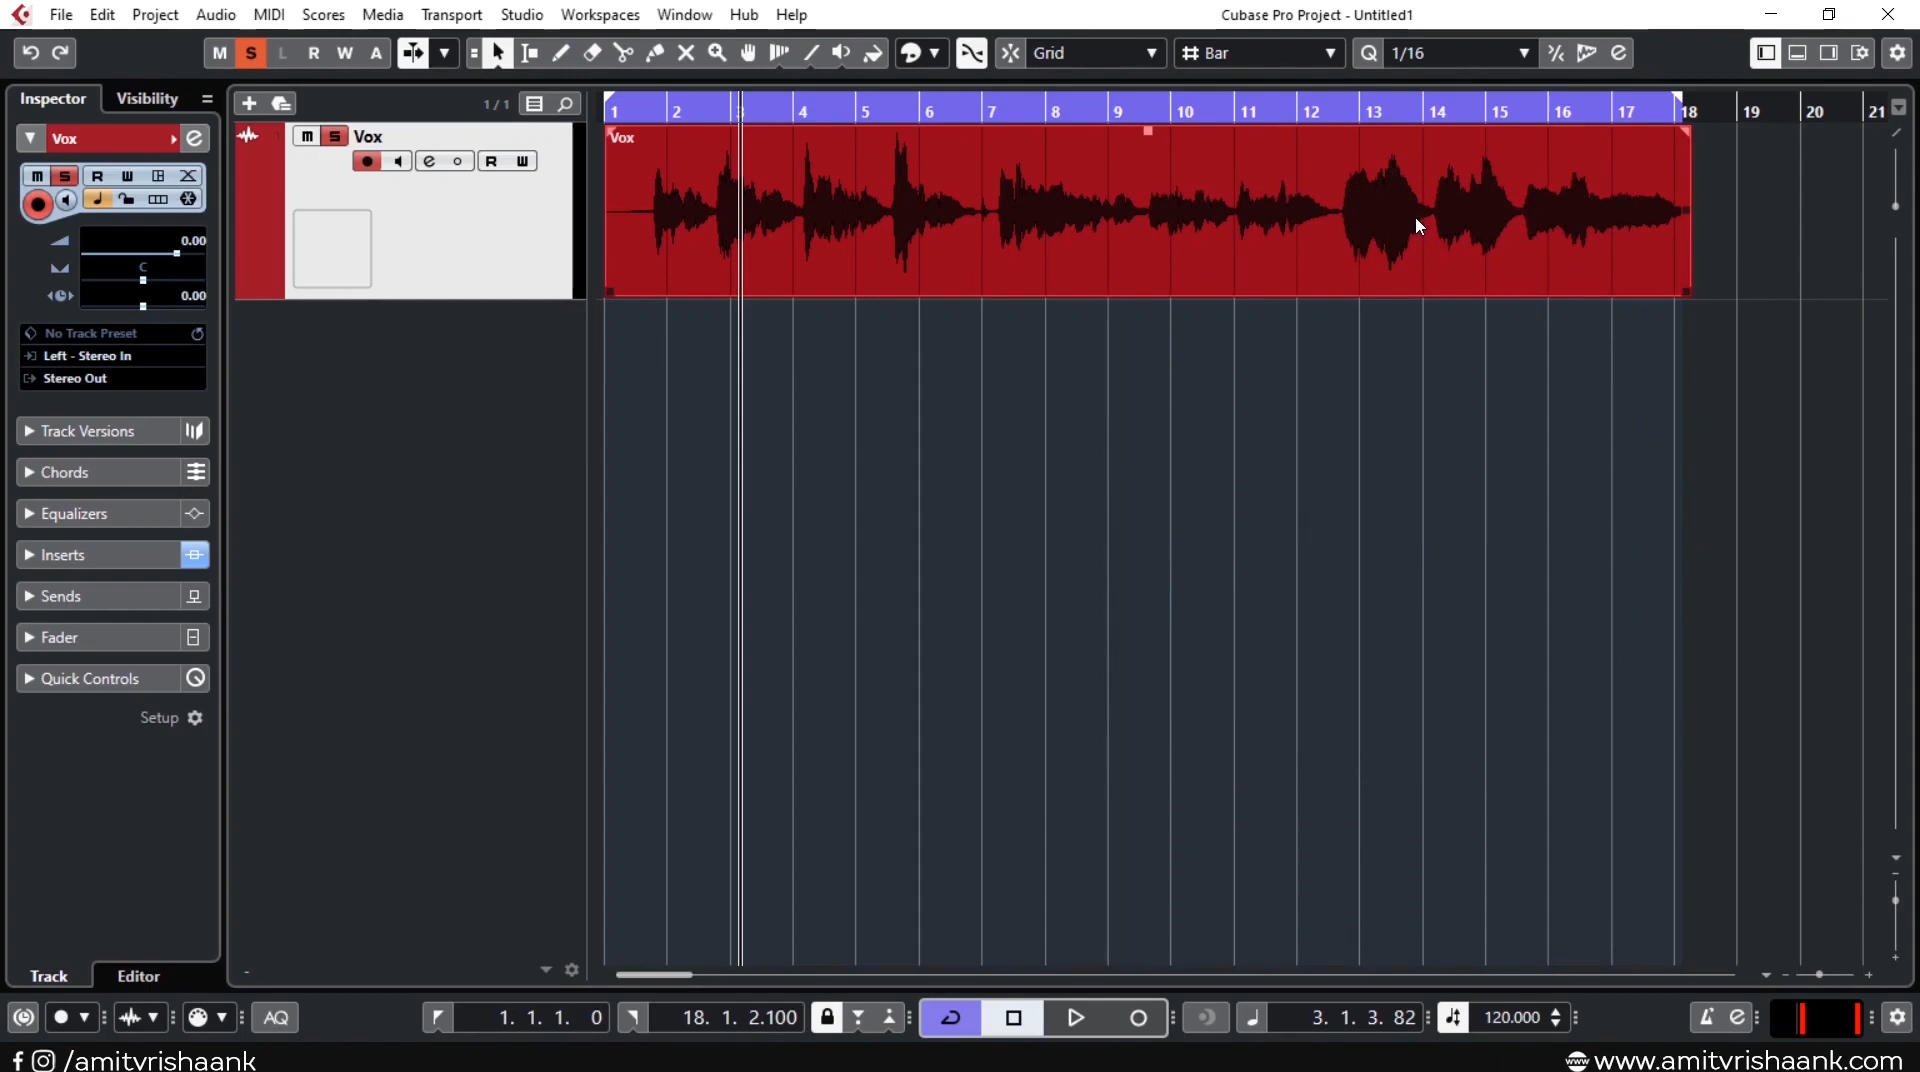 File Edit Project Audio MIDI Scores Media Transport Studio Workspaces Window Hub Help
Cubase Pro Project - Untitled1
M S L R W A
Grid
Bar
Q 1/16
Inspector Visibility
1 / 1
1 2 3 4 5 6 7 8 9 10 11 12 13 14 15 16 17 18 19 20 21
Vox e
1 m S Vox
Vox
e R W
m S R W
0.00
C
0.00
No Track Preset
Left - Stereo In
Stereo Out
Track Versions
Chords
Equalizers
Inserts
Sends
Fader
Quick Controls
Setup
Track Editor
AQ
1. 1. 1. 0
18. 1. 2.100
3. 1. 3. 82
120.000
e
/amitvrishaank
www.amitvrishaank.com